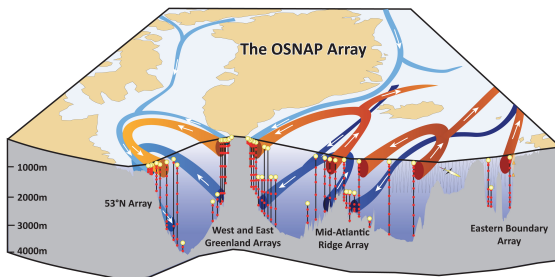 The OSNAP Array
1000m
2000m
3000m
4000m
53°N Array
West and East
Greenland Arrays
Mid-Atlantic
Ridge Array
Eastern Boundary
Array